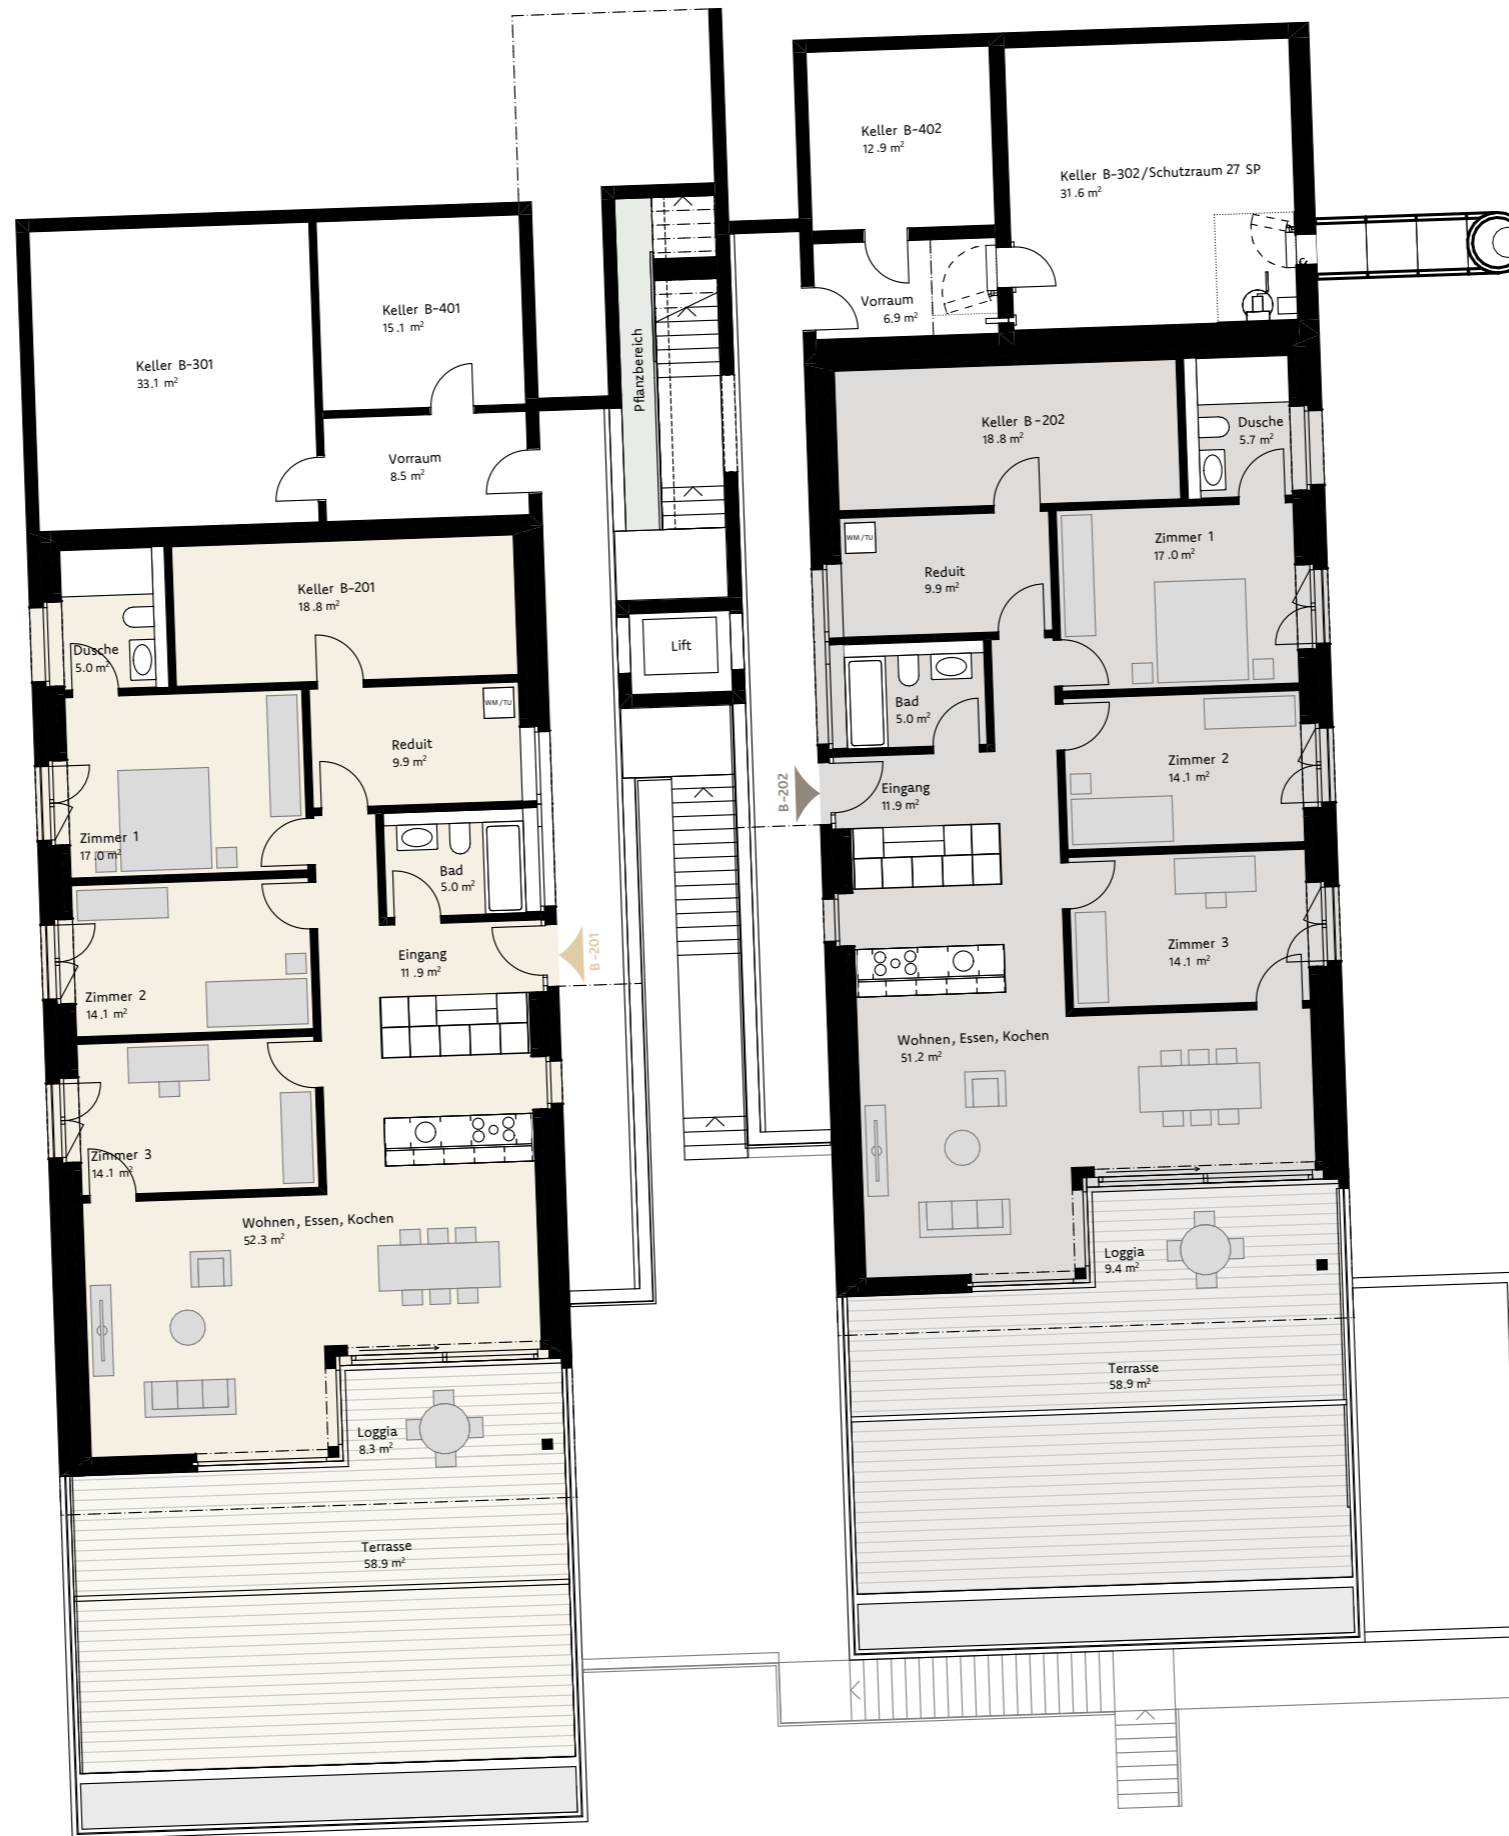 Keller B-402
12.9 m²
Keller B-302/Schutzraum 27 SP
31.6 m²
Vorraum
6.9 m²
Keller B-401
15.1 m²
Keller B-301
33.1 m²
Vorraum
8.5 m²
Pflanzbereich
Lift
Keller B-201
18.8 m²
Dusche
5.0 m²
WM./TU
Reduit
9.9 m²
Zimmer 1
17.0 m²
Bad
5.0 m²
Eingang
11.9 m²
B-201
Zimmer 2
14.1 m²
Zimmer 3
14.1 m²
Wohnen, Essen, Kochen
52.3 m²
Loggia
8.3 m²
Terrasse
58.9 m²
Keller B-202
18.8 m²
Dusche
5.7 m²
WM./TU
Reduit
9.9 m²
Zimmer 1
17.0 m²
Bad
5.0 m²
Zimmer 2
14.1 m²
B-202
Eingang
11.9 m²
Zimmer 3
14.1 m²
Wohnen, Essen, Kochen
51.2 m²
Loggia
9.4 m²
Terrasse
58.9 m²